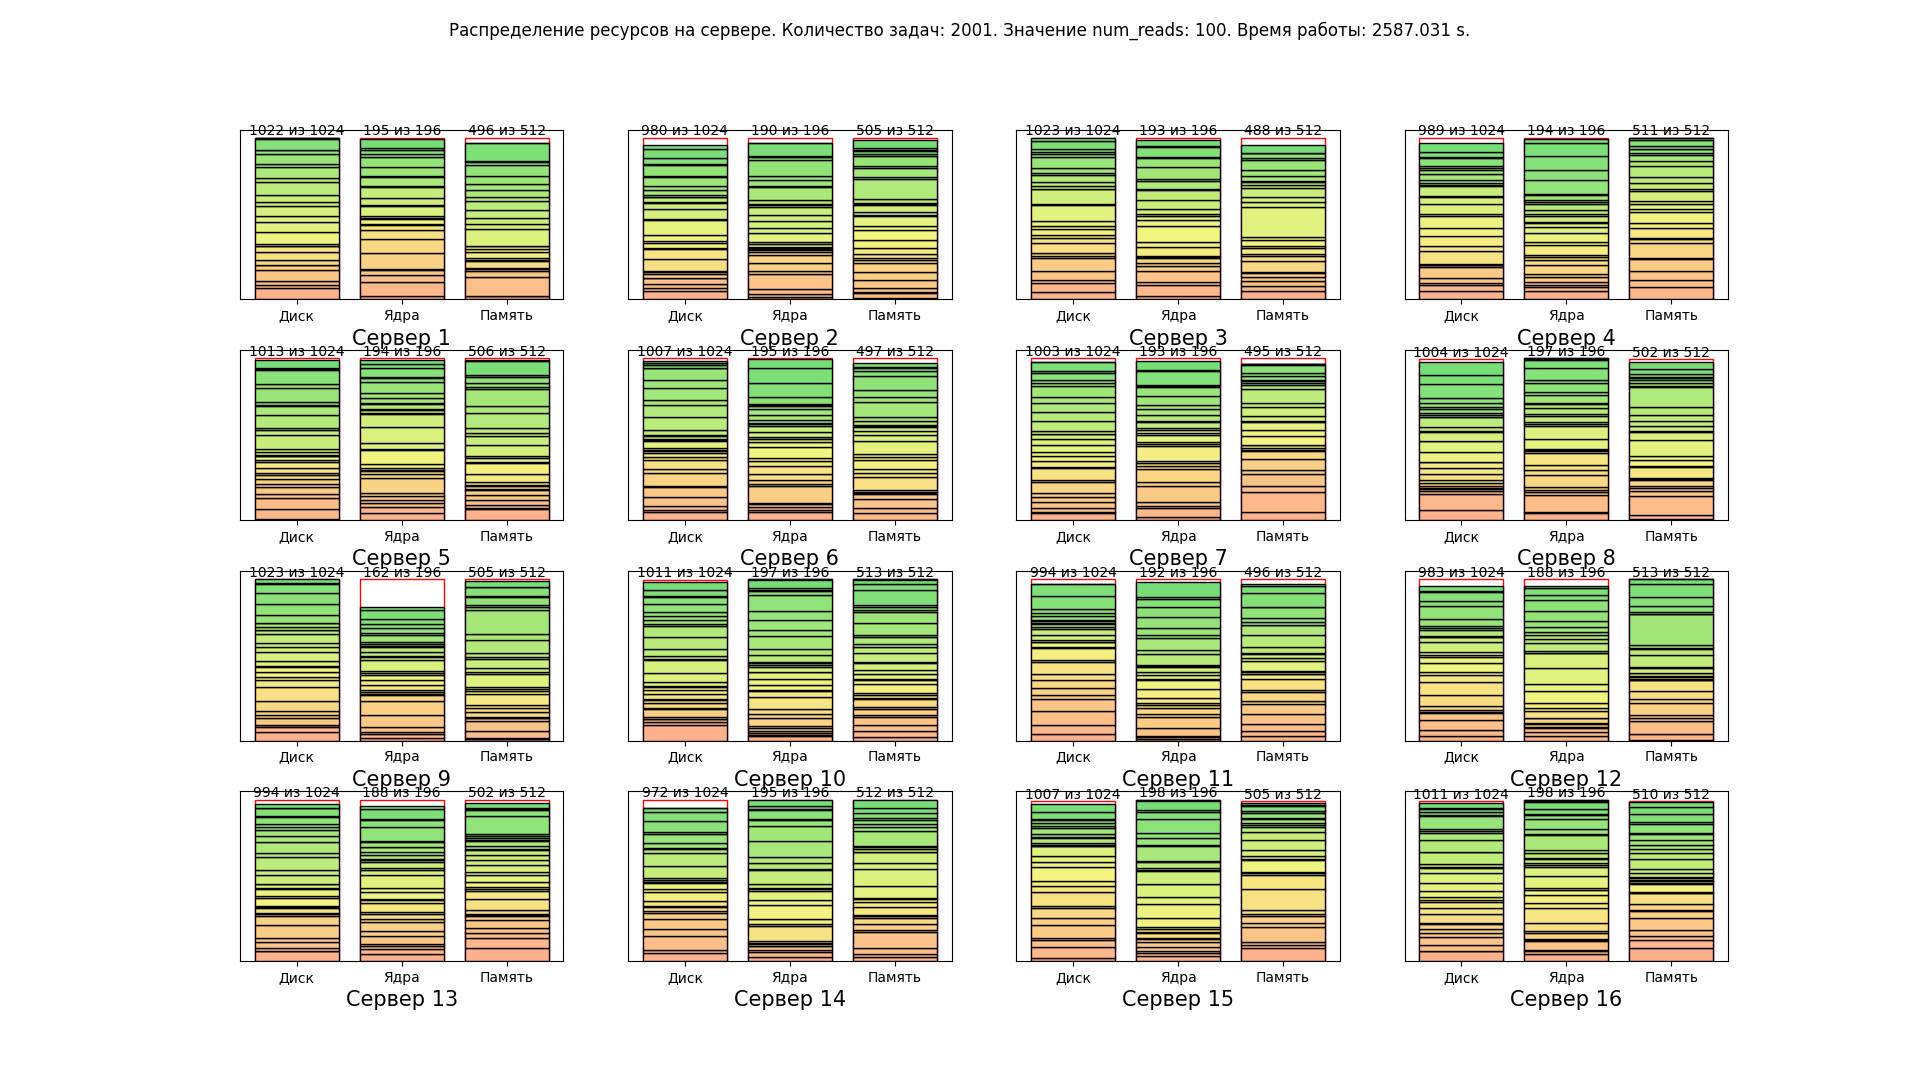 Распределение ресурсов на сервере. Количество задач: 2001. Значение num_reads: 100. Время работы: 2587.031 s.
1022 из 1024 195 из 196 496 из 512
Диск Ядра Память
Сервер 1
980 из 1024 190 из 196 505 из 512
Диск Ядра Память
Сервер 2
1023 из 1024 193 из 196 488 из 512
Диск Ядра Память
Сервер 3
989 из 1024 194 из 196 511 из 512
Диск Ядра Память
Сервер 4
1013 из 1024 194 из 196 506 из 512
Диск Ядра Память
Сервер 5
1007 из 1024 195 из 196 497 из 512
Диск Ядра Память
Сервер 6
1003 из 1024 193 из 196 495 из 512
Диск Ядра Память
Сервер 7
1004 из 1024 197 из 196 502 из 512
Диск Ядра Память
Сервер 8
1023 из 1024 162 из 196 505 из 512
Диск Ядра Память
Сервер 9
1011 из 1024 197 из 196 513 из 512
Диск Ядра Память
Сервер 10
994 из 1024 192 из 196 496 из 512
Диск Ядра Память
Сервер 11
983 из 1024 188 из 196 513 из 512
Диск Ядра Память
Сервер 12
994 из 1024 188 из 196 502 из 512
Диск Ядра Память
Сервер 13
972 из 1024 195 из 196 512 из 512
Диск Ядра Память
Сервер 14
1007 из 1024 198 из 196 505 из 512
Диск Ядра Память
Сервер 15
1011 из 1024 198 из 196 510 из 512
Диск Ядра Память
Сервер 16